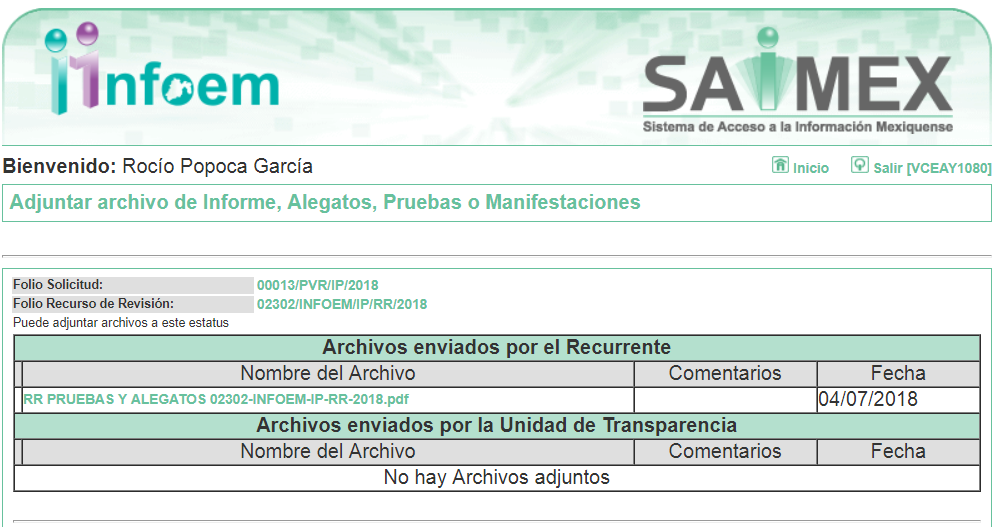 infoem
SAIMEX
Sistema de Acceso a la Información Mexiquense
Bienvenido: Rocío Popoca García
Inicio
Salir [VCEAY1080]
Adjuntar archivo de Informe, Alegatos, Pruebas o Manifestaciones
Folio Solicitud: 00013/PVR/IP/2018
Folio Recurso de Revisión: 02302/INFOEM/IP/RR/2018
Puede adjuntar archivos a este estatus
Archivos enviados por el Recurrente
Nombre del Archivo Comentarios Fecha
RR PRUEBAS Y ALEGATOS 02302-INFOEM-IP-RR-2018.pdf 04/07/2018
Archivos enviados por la Unidad de Transparencia
Nombre del Archivo Comentarios Fecha
No hay Archivos adjuntos